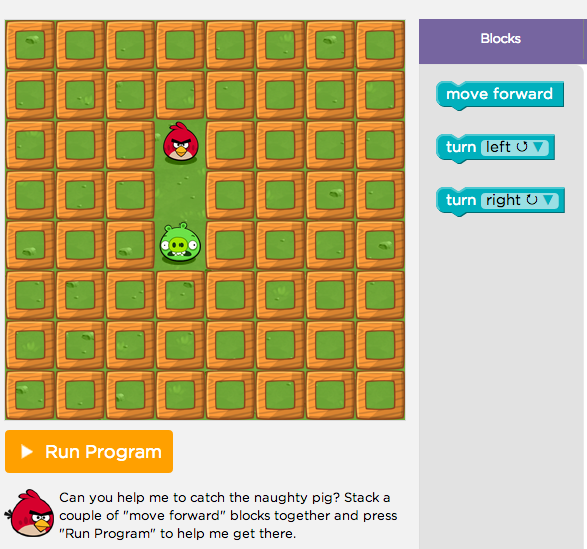 Blocks
move forward
turn left
turn right
Run Program
Can you help me to catch the naughty pig? Stack a
couple of "move forward" blocks together and press
"Run Program" to help me get there.